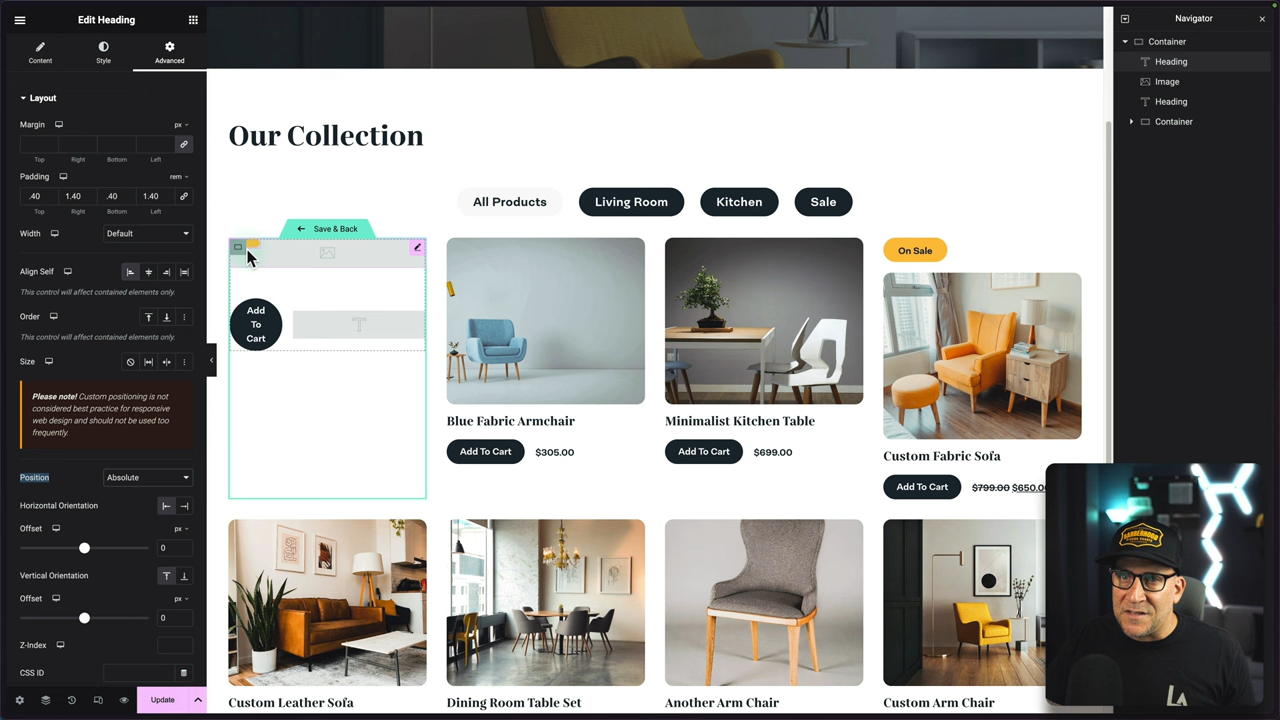 Edit Heading
Content
Style
Advanced
Layout
Margin
px
Top
Right
Bottom
Left
Padding
rem
.40
1.40
.40
1.40
Top
Right
Bottom
Left
Width
Default
Align Self
This control will affect contained elements only.
Order
This control will affect contained elements only.
Size
Please note! Custom positioning is not
considered best practice for responsive
web design and should not be used too
frequently.
Position
Absolute
Horizontal Orientation
Offset
px
0
Vertical Orientation
Offset
px
0
Z-Index
CSS ID
Update
Our Collection
All Products
Living Room
Kitchen
Sale
Save & Back
Add
To
Cart
Blue Fabric Armchair
Add To Cart
$305.00
Minimalist Kitchen Table
Add To Cart
$699.00
On Sale
Custom Fabric Sofa
Add To Cart
$799.00 $650.00
Custom Leather Sofa
Dining Room Table Set
Another Arm Chair
Custom Arm Chair
Navigator
Container
Heading
Image
Heading
Container